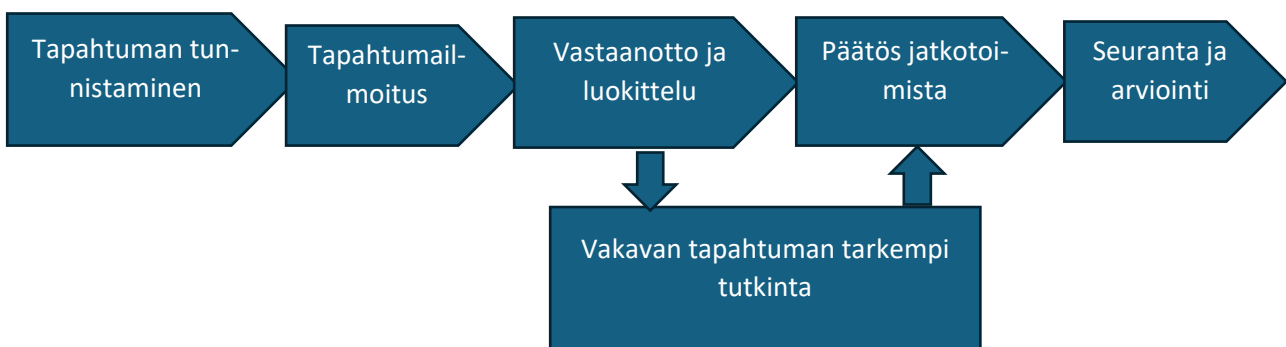 Tapahtuman tun-
nistaminen
Tapahtumail-
moitus
Vastaanotto ja
luokittelu
Päätös jatkotoi-
mista
Seuranta ja
arviointi
Vakavan tapahtuman tarkempi
tutkinta